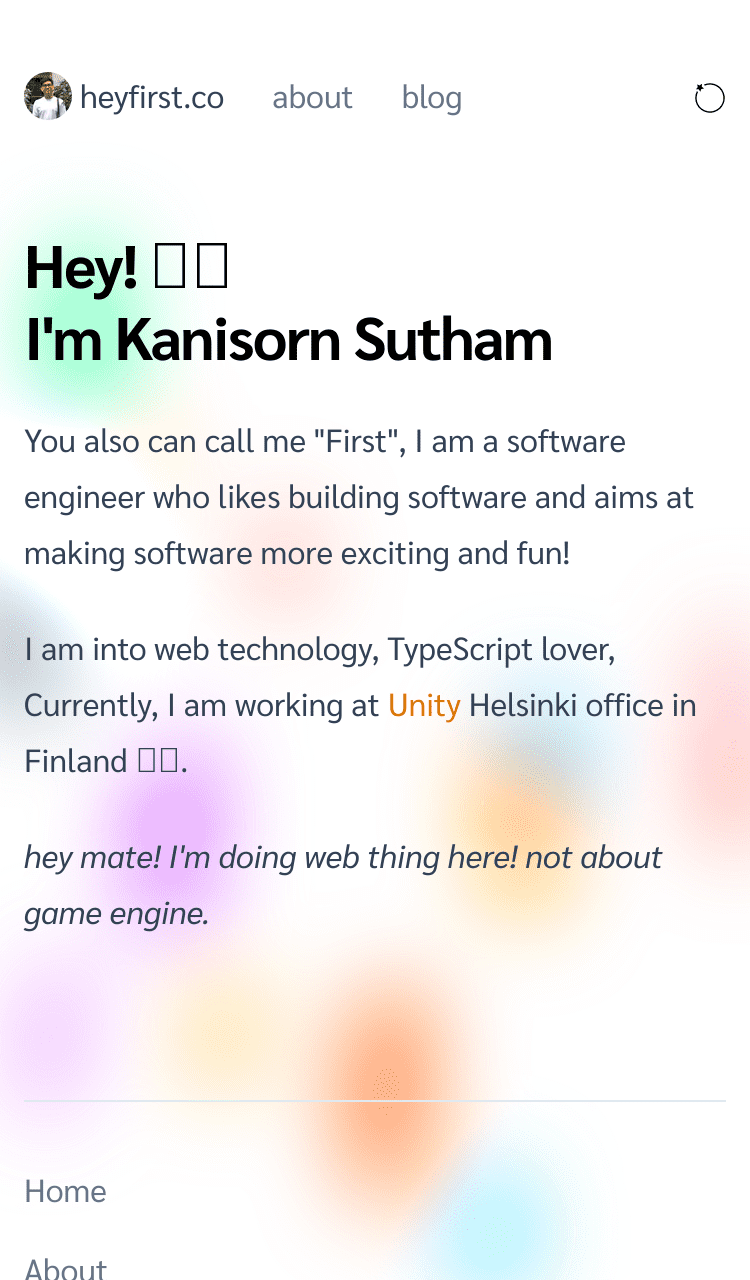 heyfirst.co about blog
Hey! 
I'm Kanisorn Sutham
You also can call me "First", I am a software
engineer who likes building software and aims at
making software more exciting and fun!
I am into web technology, TypeScript lover,
Currently, I am working at Unity Helsinki office in
Finland .
hey mate! I'm doing web thing here! not about
game engine.
Home
About